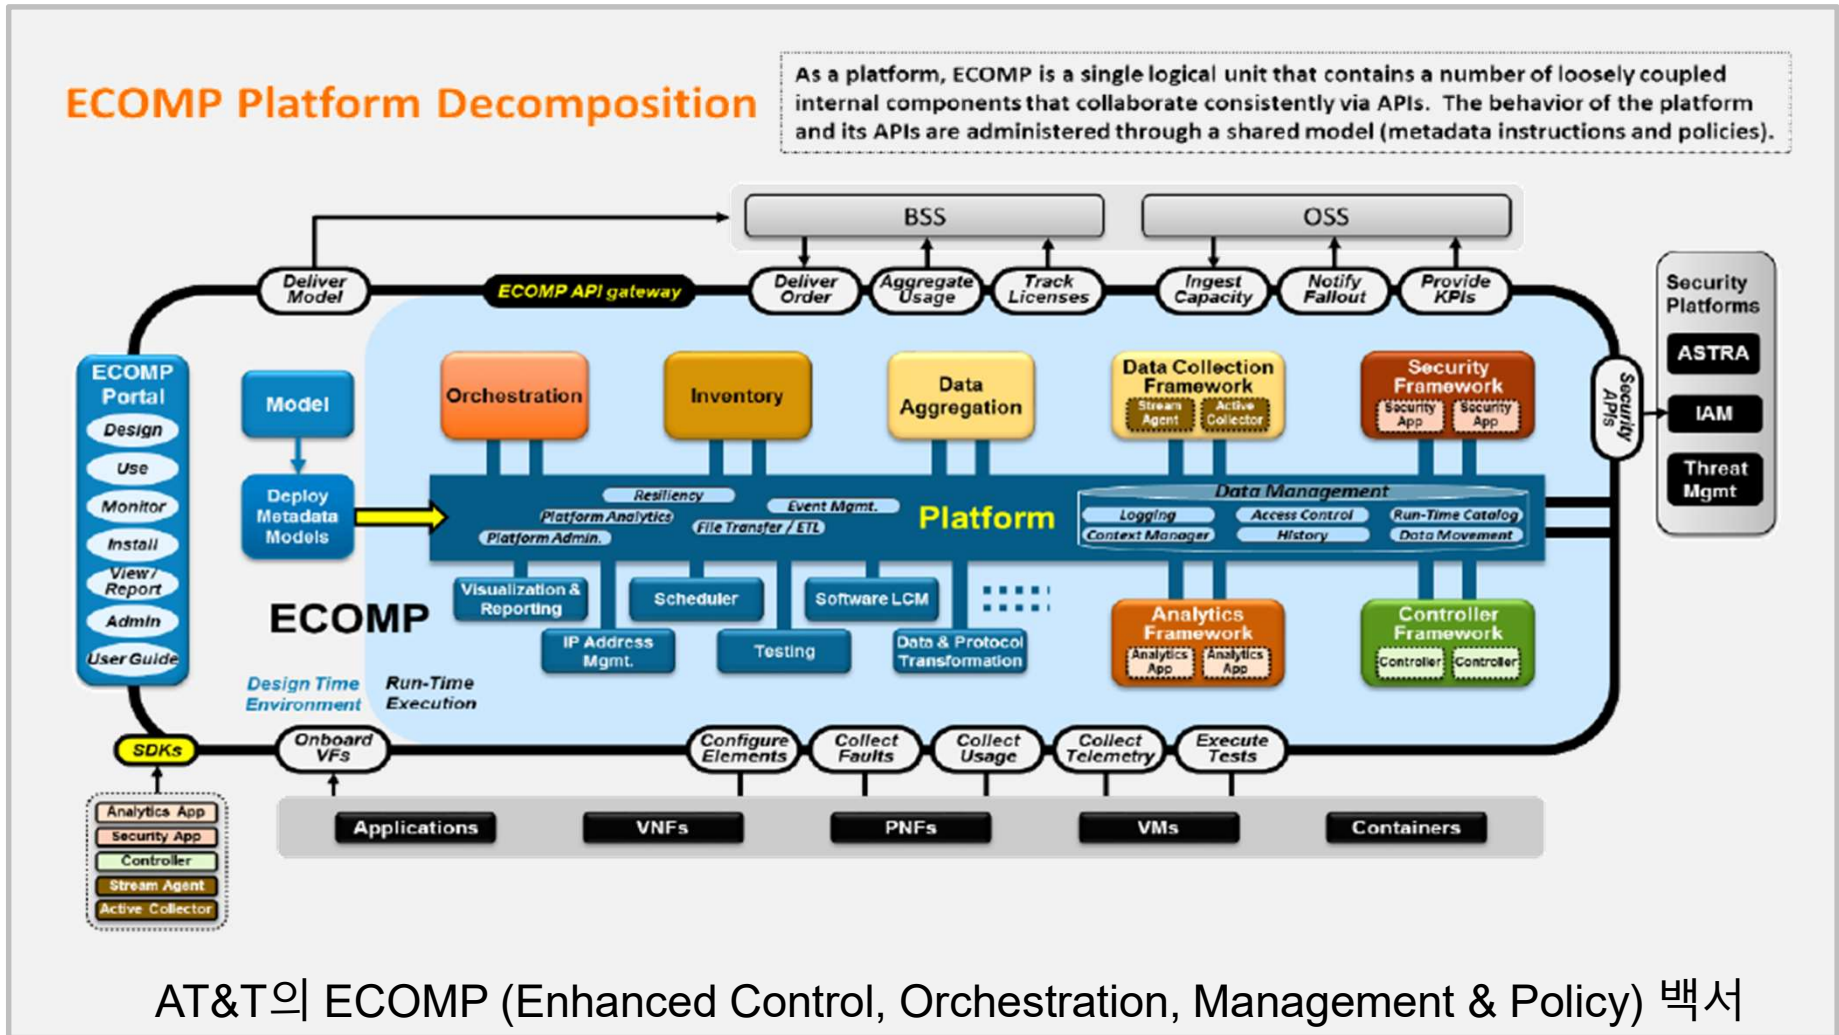 ECOMP Platform Decomposition
As a platform, ECOMP is a single logical unit that contains a number of loosely coupled
internal components that collaborate consistently via APIs. The behavior of the platform
and its APIs are administered through a shared model (metadata instructions and policies).
BSS
OSS
Deliver
Model
ECOMP API gateway
Deliver
Order
Aggregate
Usage
Track
Licenses
Ingest
Capacity
Notify
Fallout
Provide
KPIs
Security
Platforms
ASTRA
IAM
Threat
Mgmt
Security
APIs
ECOMP
Portal
Design
Use
Monitor
Install
View /
Report
Admin
User Guide
Model
Deploy
Metadata
Models
Orchestration
Inventory
Data
Aggregation
Data Collection
Framework
Stream
Agent
Active
Collector
Security
Framework
Security
App
Security
App
Resiliency
Platform Analytics
Event Mgmt.
File Transfer / ETL
Platform Admin.
Platform
Data Management
Logging
Access Control
Run-Time Catalog
Context Manager
History
Data Movement
Visualization &
Reporting
Scheduler
Software LCM
IP Address
Mgmt.
Testing
Data & Protocol
Transformation
Analytics
Framework
Analytics
App
Analytics
App
Controller
Framework
Controller
Controller
ECOMP
Design Time
Environment
Run-Time
Execution
SDKs
Onboard
VFs
Configure
Elements
Collect
Faults
Collect
Usage
Collect
Telemetry
Execute
Tests
Analytics App
Security App
Controller
Stream Agent
Active Collector
Applications
VNFs
PNFs
VMs
Containers
AT&T의 ECOMP (Enhanced Control, Orchestration, Management & Policy) 백서